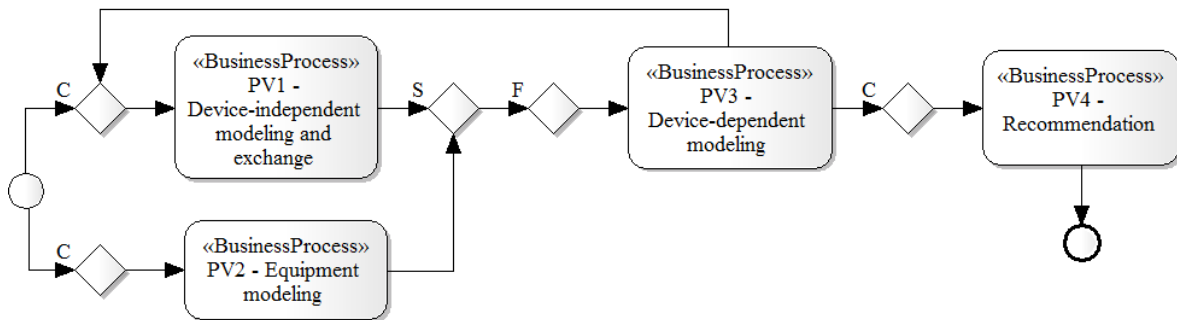 C
«BusinessProcess»
PV1 -
Device-independent
modeling and
exchange
S
F
«BusinessProcess»
PV3 -
Device-dependent
modeling
C
«BusinessProcess»
PV4 -
Recommendation
C
«BusinessProcess»
PV2 - Equipment
modeling